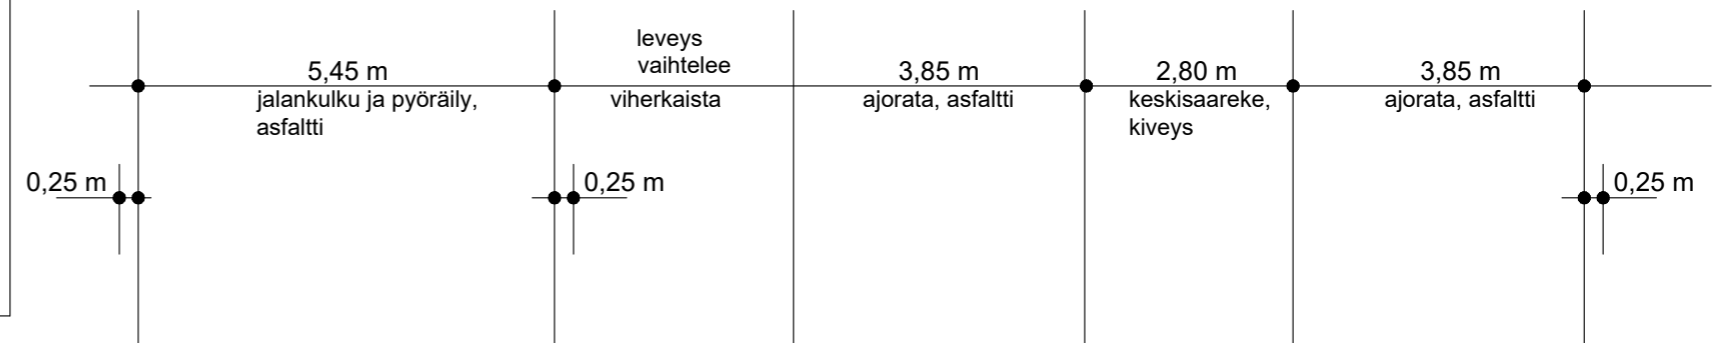 leveys
vaihtelee
5,45 m
3,85 m
2,80 m
3,85 m
jalankulku ja pyöräily,
asfaltti
viherkaista
ajorata, asfaltti
keskisaareke,
kiveys
ajorata, asfaltti
0,25 m
0,25 m
0,25 m